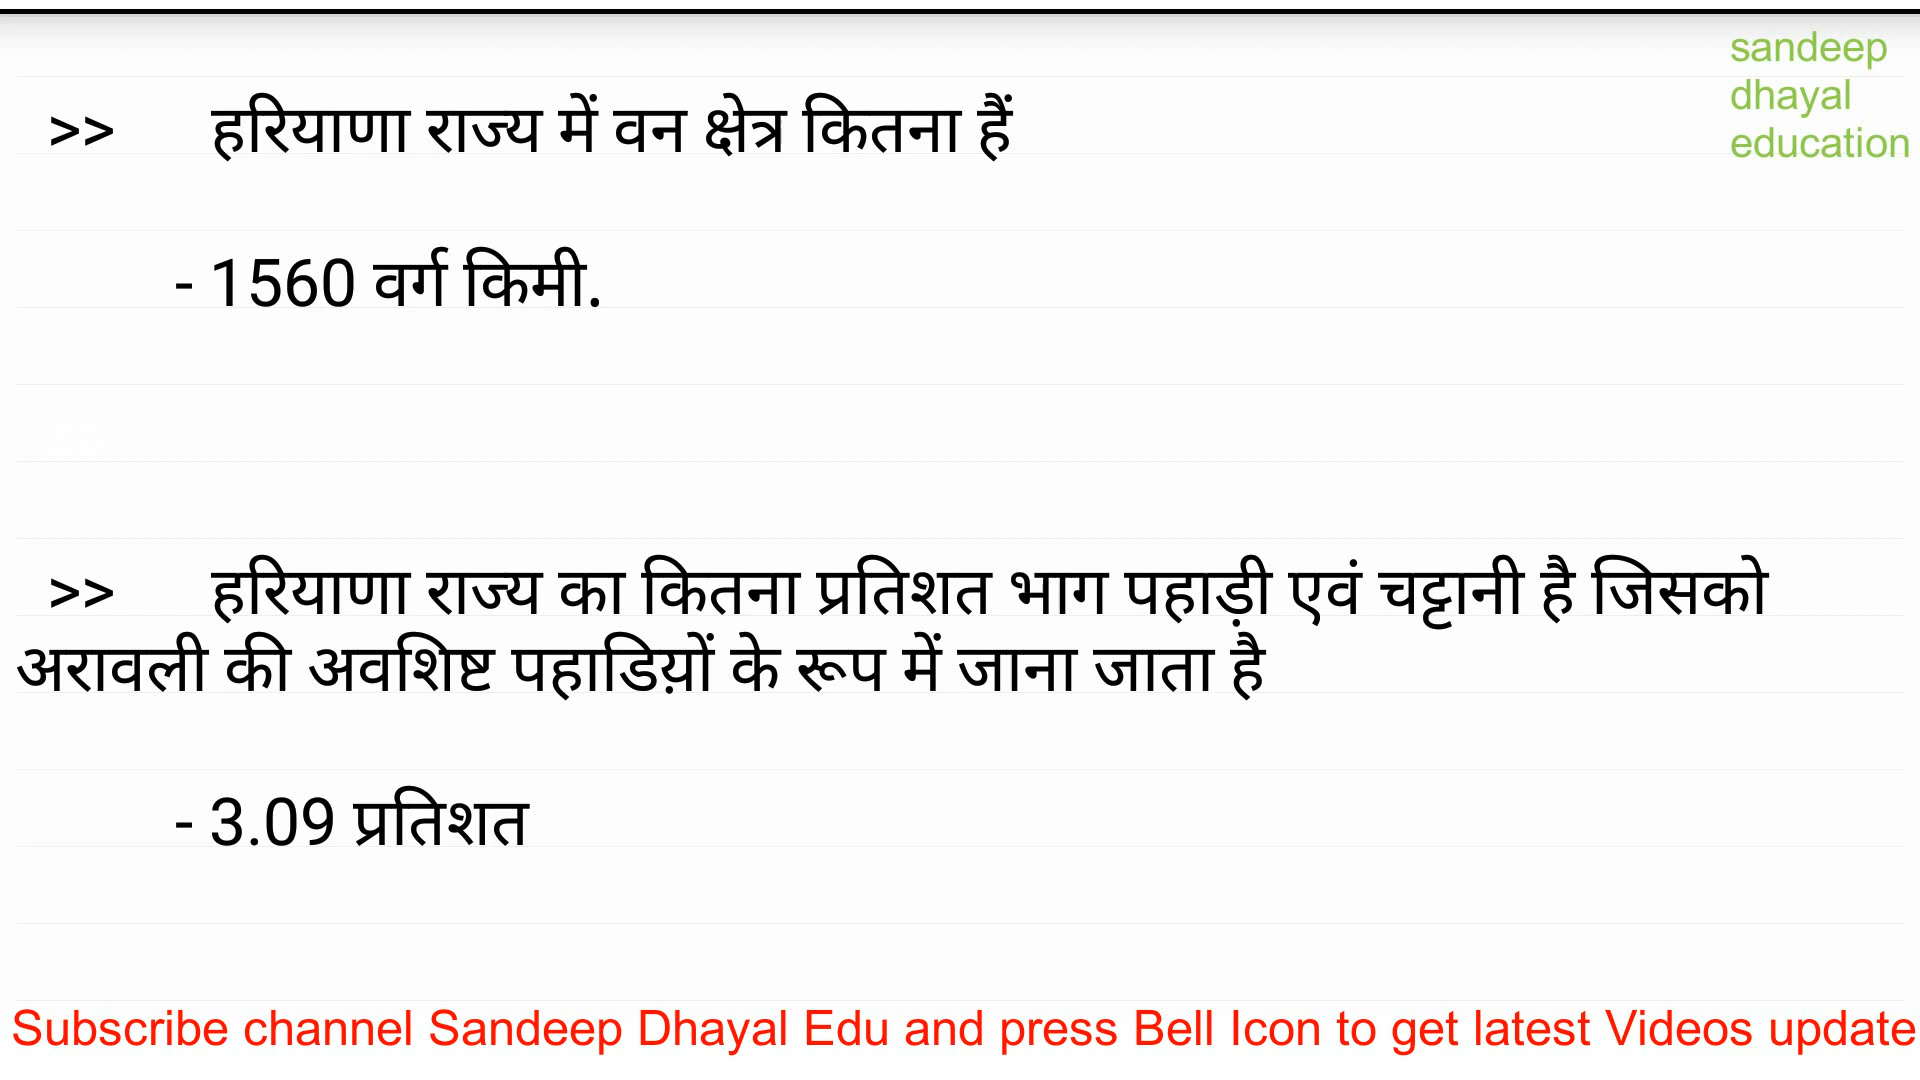 sandeep
dhayal
education
>> हरियाणा राज्य में वन क्षेत्र कितना हैं
- 1560 वर्ग किमी.
>> हरियाणा राज्य का कितना प्रतिशत भाग पहाड़ी एवं चट्टानी है जिसको
अरावली की अवशिष्ट पहाडिय़ों के रूप में जाना जाता है
- 3.09 प्रतिशत
Subscribe channel Sandeep Dhayal Edu and press Bell Icon to get latest Videos update